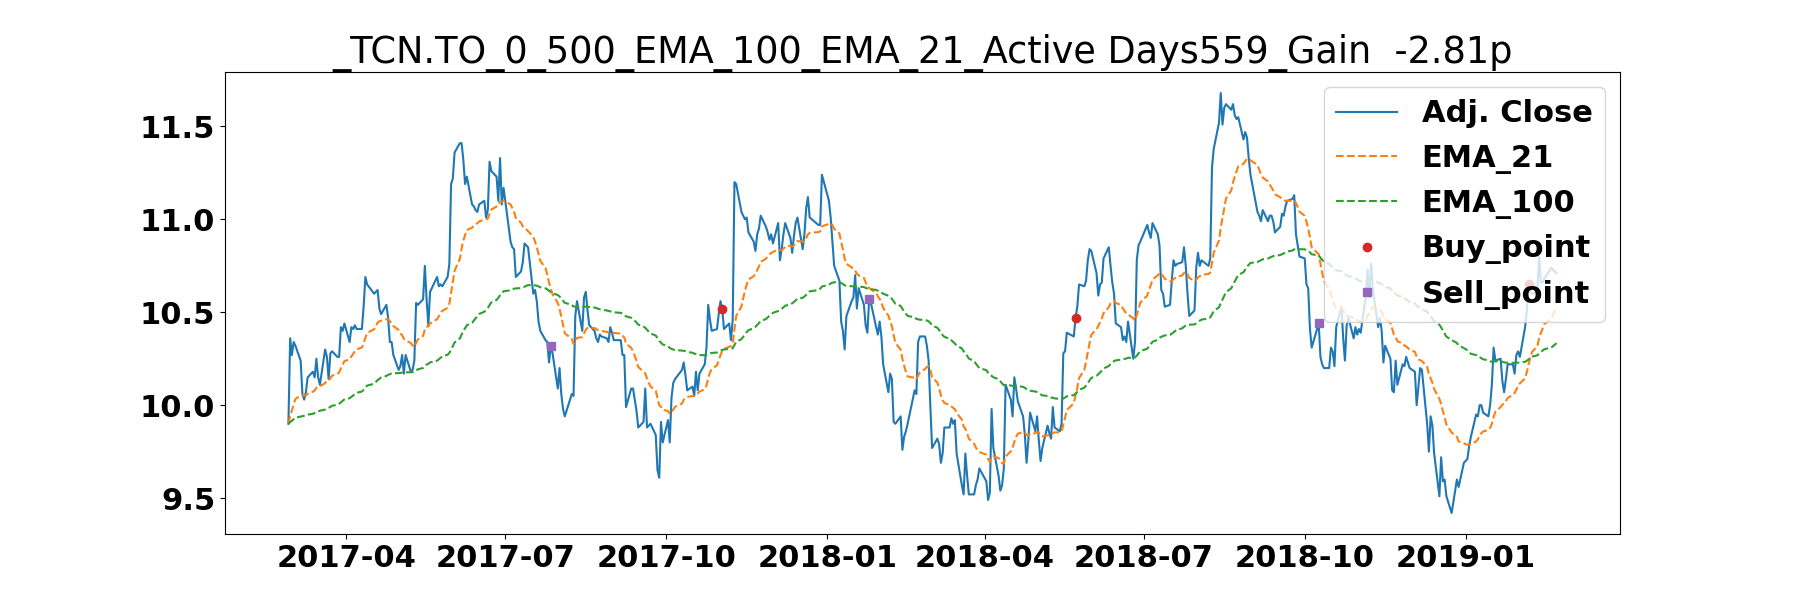 _TCN.TO_0_500_EMA_100_EMA_21_Active Days559_Gain  -2.81p
11.5
11.0
10.5
10.0
9.5
2017-04 2017-07 2017-10 2018-01 2018-04 2018-07 2018-10 2019-01
Adj. Close
EMA_21
EMA_100
Buy_point
Sell_point